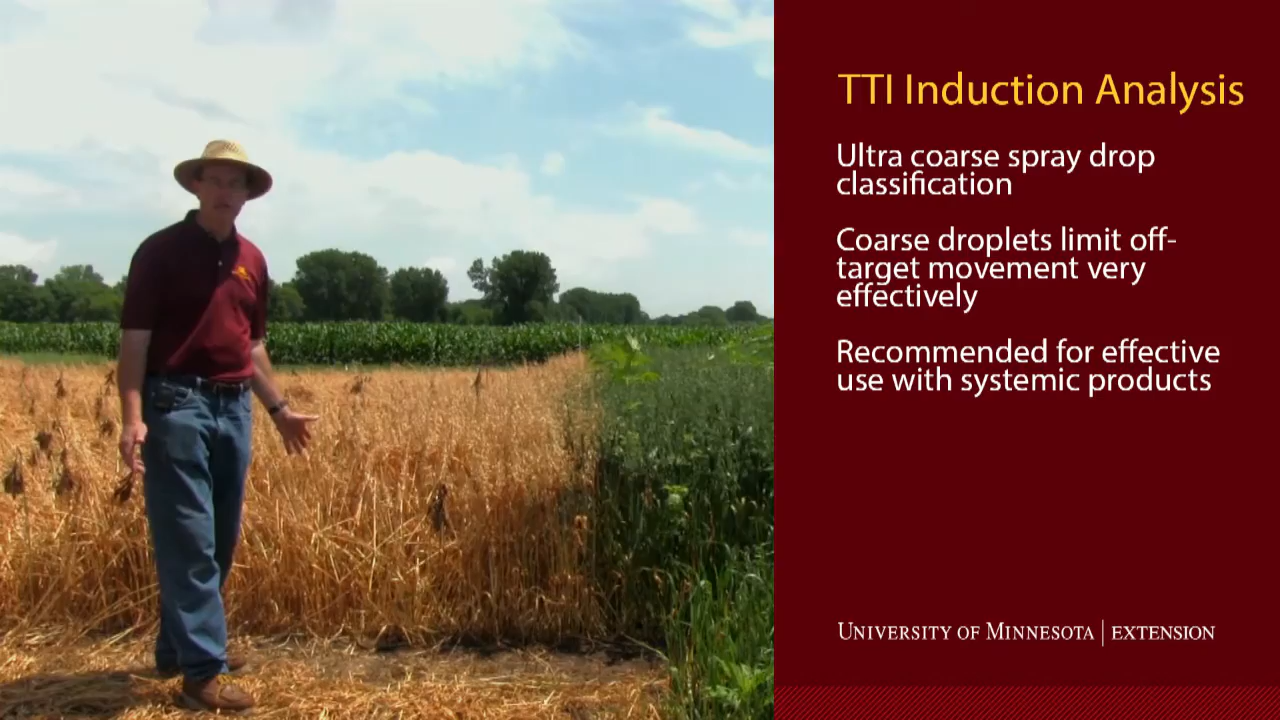 TTI Induction Analysis
Ultra coarse spray drop
classification
Coarse droplets limit off-
target movement very
effectively
Recommended for effective
use with systemic products
UNIVERSITY OF MINNESOTA | EXTENSION